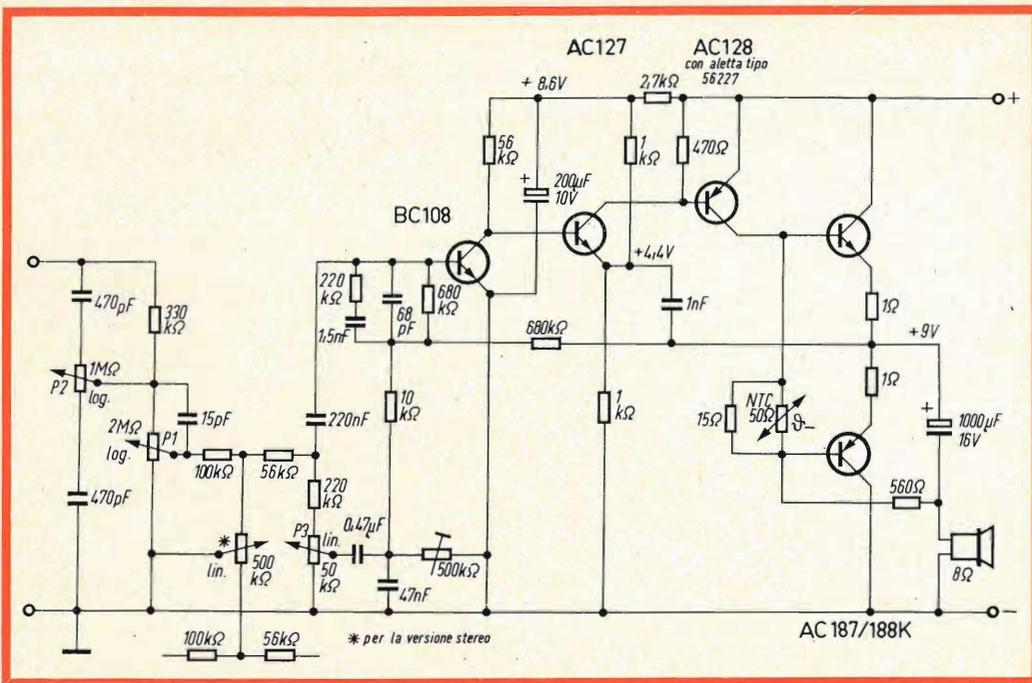 AC127
AC128
con aletta tipo
56227
+ 8,6V
2,7kΩ
+
56
kΩ
+
200µF
10V
1
kΩ
470Ω
BC108
+4,4V
470pF
330
kΩ
220
kΩ
68
pF
680
kΩ
1nF
1Ω
1,5nF
680kΩ
+9V
1MΩ
P2
log.
1Ω
10
kΩ
1
kΩ
15Ω
NTC
50Ω
ϑ–
+
1000µF
16V
15pF
220nF
2MΩ
P1
log.
100kΩ
56kΩ
470pF
220
kΩ
560Ω
P3
lin.
0,47µF
*
lin.
500
kΩ
50
kΩ
500kΩ
8Ω
47nF
–
100kΩ
56kΩ
* per la versione stereo
AC 187/188K